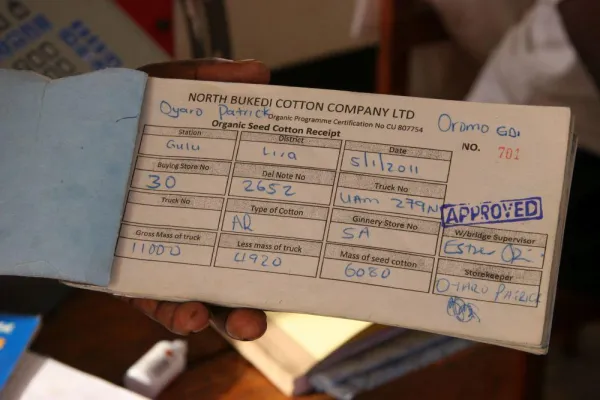 NORTH BUKEDI COTTON COMPANY LTD
Oyaro Patrick
Organic Programme Certification No CU 807754
Oromo GDI
Organic Seed Cotton Receipt
NO. 701
Station District Date
Gulu Lira 5/1/2011
Buying Store No Del Note No Truck No
30 2652 UAM 279N
APPROVED
Truck No Type of Cotton Ginnery Store No W/bridge Supervisor
AR 5A Esther
Gross Mass of truck Less mass of truck Mass of seed cotton Storekeeper
11000 4920 6080 OYARO PATRICK